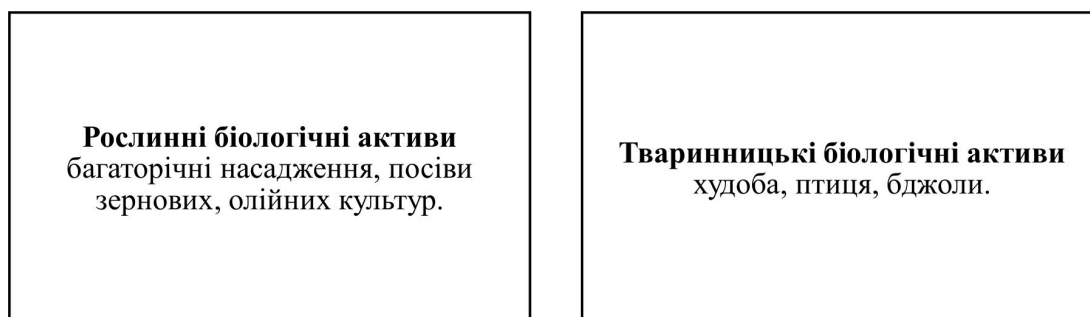 Рослинні біологічні активи
багаторічні насадження, посіви
зернових, олійних культур.
Тваринницькі біологічні активи
худоба, птиця, бджоли.